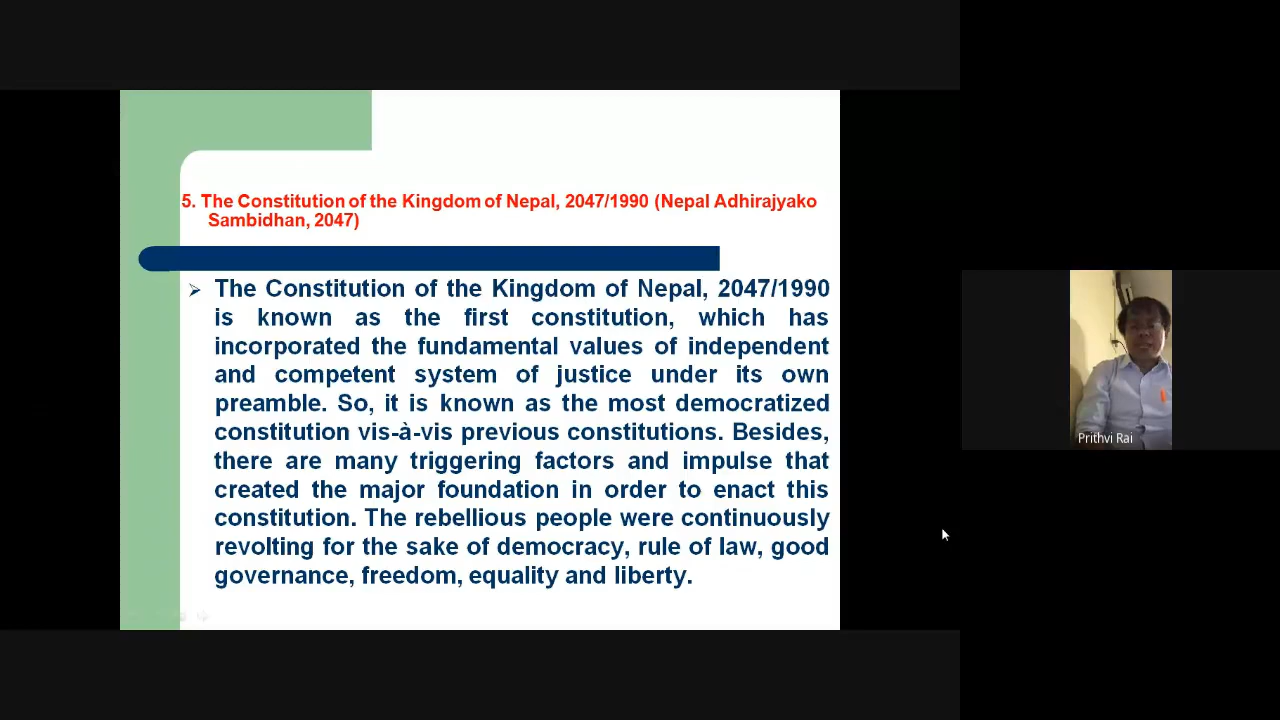 5. The Constitution of the Kingdom of Nepal, 2047/1990 (Nepal Adhirajyako
Sambidhan, 2047)
➢ The Constitution of the Kingdom of Nepal, 2047/1990
is known as the first constitution, which has
incorporated the fundamental values of independent
and competent system of justice under its own
preamble. So, it is known as the most democratized
constitution vis-à-vis previous constitutions. Besides,
there are many triggering factors and impulse that
created the major foundation in order to enact this
constitution. The rebellious people were continuously
revolting for the sake of democracy, rule of law, good
governance, freedom, equality and liberty.
Prithvi Rai